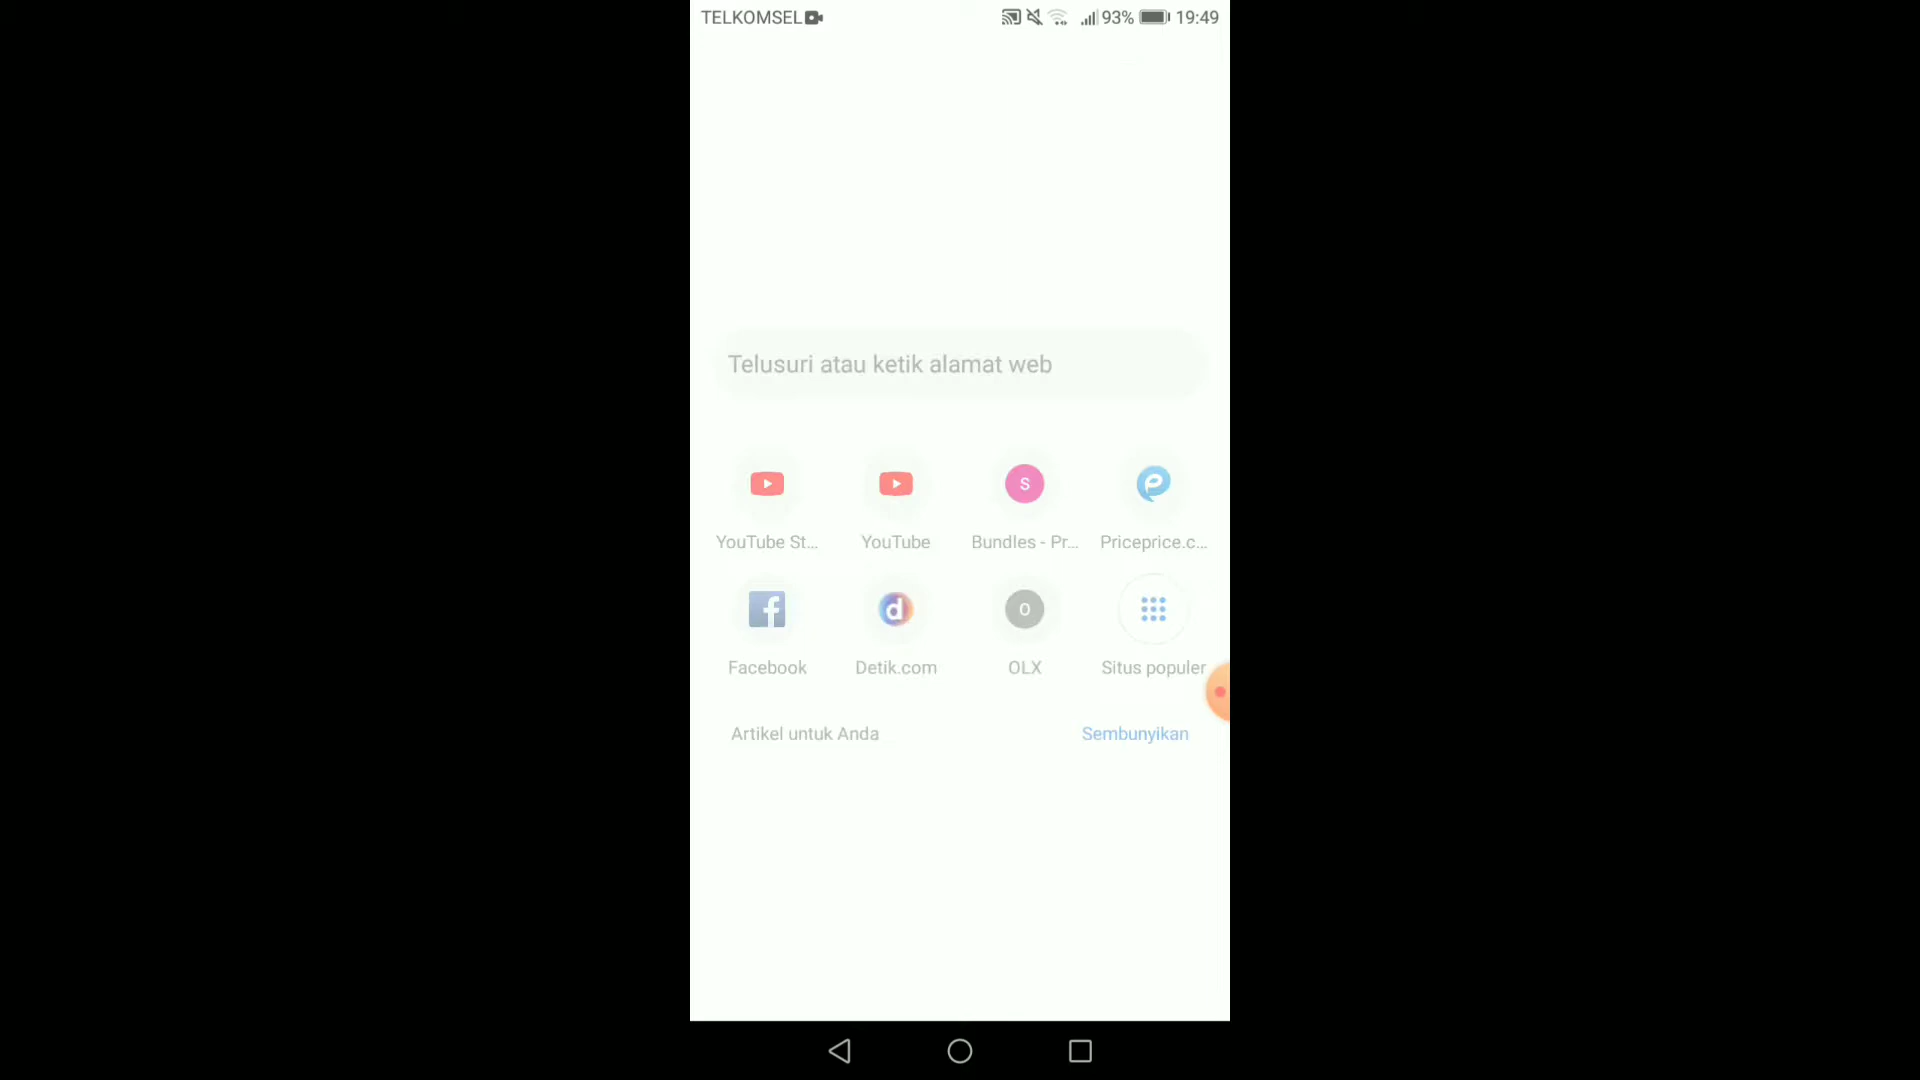 TELKOMSEL 93% 19:49
Telusuri atau ketik alamat web
YouTube St... YouTube Bundles - Pr... Priceprice.c...
Facebook Detik.com OLX Situs populer
Artikel untuk Anda Sembunyikan